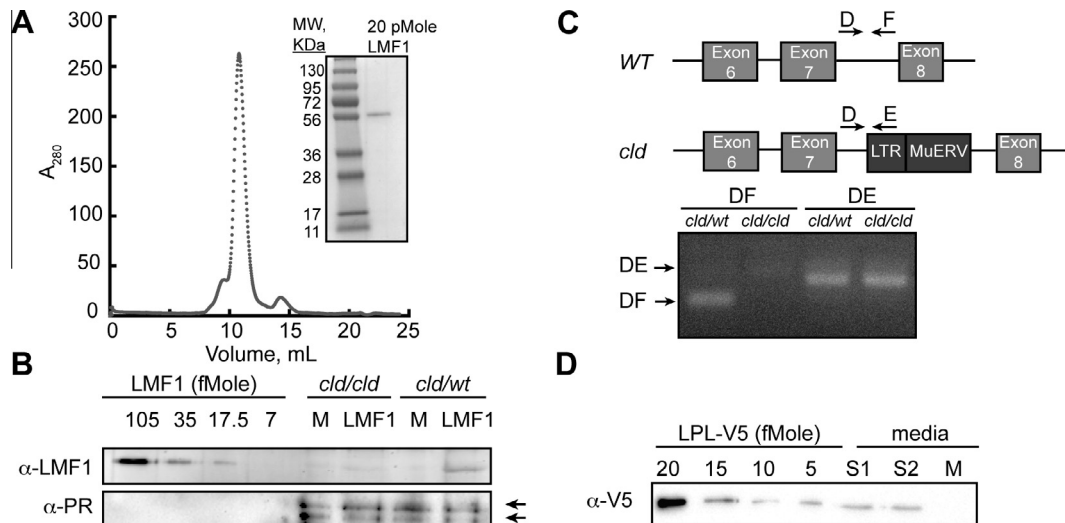 A
A280
300
250
200
150
100
50
0
0 5 10 15 20 25
Volume, mL
MW, KDa
20 pMole LMF1
130
95
72
56
36
28
17
11
B
LMF1 (fMole) cld/cld cld/wt
105 35 17.5 7 M LMF1 M LMF1
α-LMF1
α-PR
C
D F
WT
Exon 6 Exon 7 Exon 8
D E
cld
Exon 6 Exon 7 LTR MuERV Exon 8
DF DE
cld/wt cld/cld cld/wt cld/cld
DE
DF
D
LPL-V5 (fMole) media
20 15 10 5 S1 S2 M
α-V5